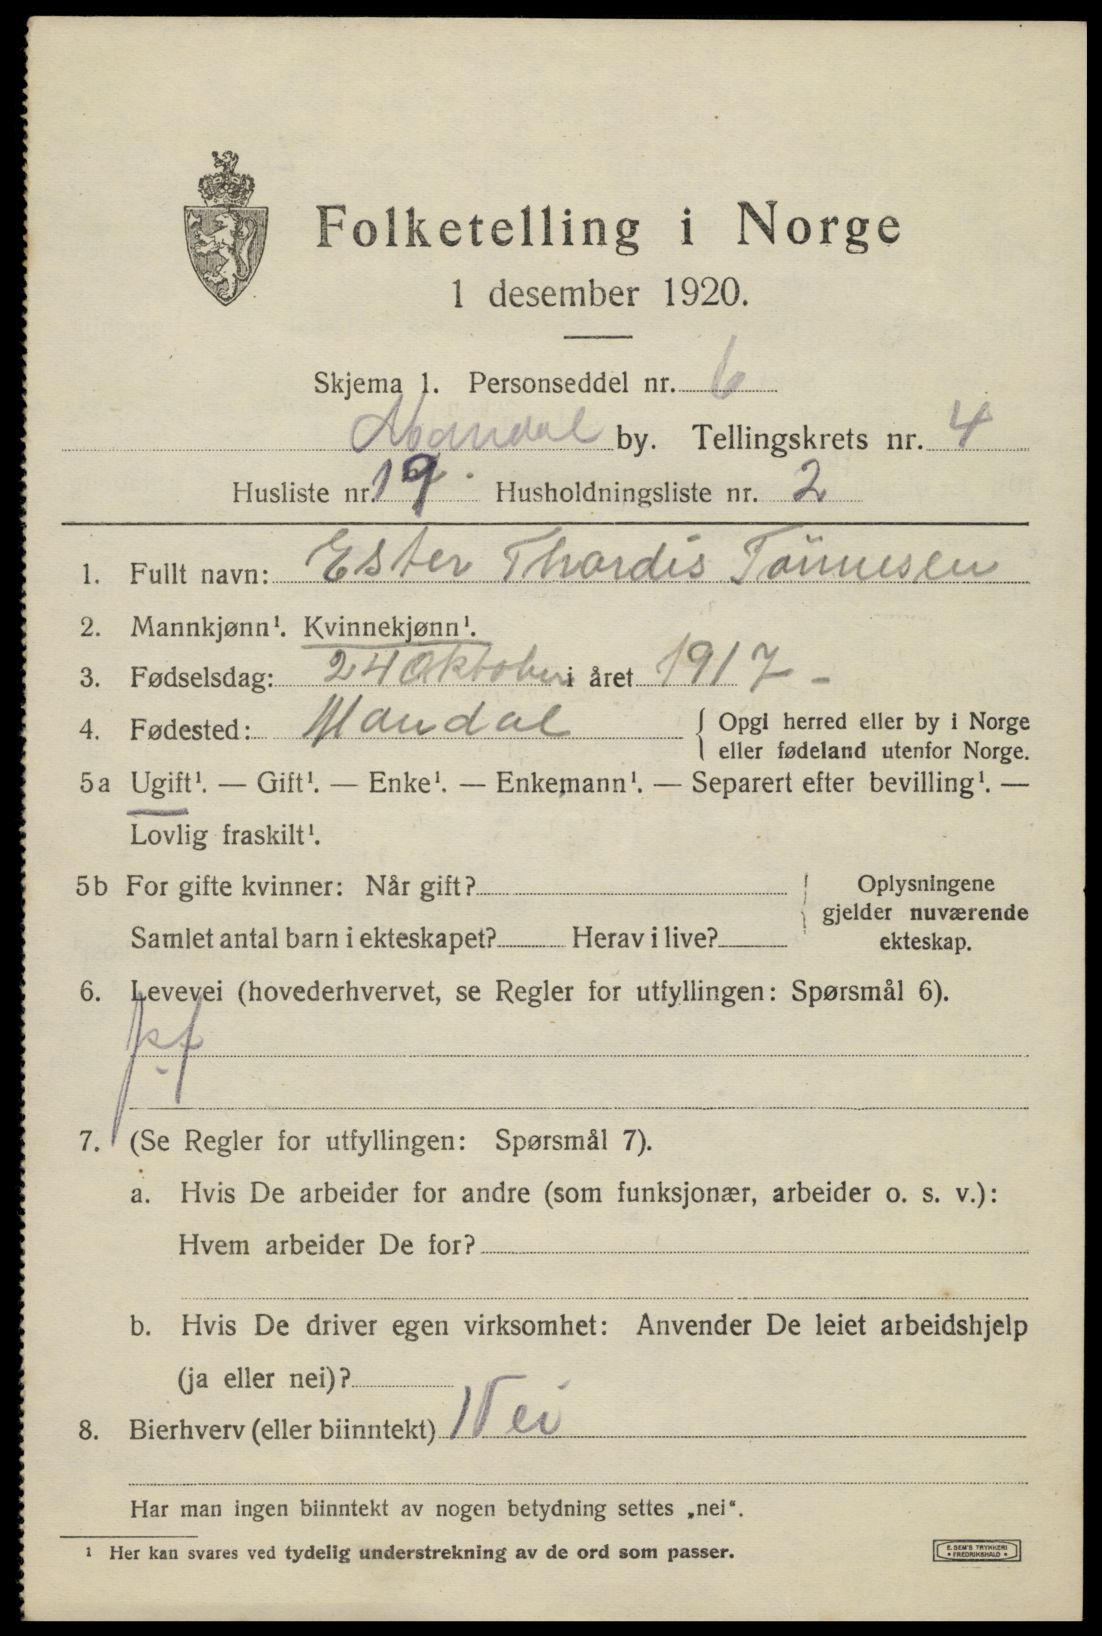 Folketelling i Norge
1 desember 1920.
Skjema 1. Personseddel nr. 6
Mandal by. Tellingskrets nr. 4
Husliste nr. 19 Husholdningsliste nr. 2
1. Fullt navn: Ester Thordis Tönnesen
2. Mannkjønn¹. Kvinnekjønn¹.
3. Fødselsdag: 24 Oktober i året 1917 -
4. Fødested: Mandal { Opgi herred eller by i Norge
eller fødeland utenfor Norge.
5a Ugift¹. — Gift¹. — Enke¹. — Enkemann¹. — Separert efter bevilling¹. —
Lovlig fraskilt¹.
5b For gifte kvinner: Når gift? Oplysningene
gjelder nuværende
Samlet antal barn i ekteskapet? Herav i live? ekteskap.
6. Levevei (hovederhvervet, se Regler for utfyllingen: Spørsmål 6).
7. (Se Regler for utfyllingen: Spørsmål 7).
a. Hvis De arbeider for andre (som funksjonær, arbeider o. s. v.):
Hvem arbeider De for?
b. Hvis De driver egen virksomhet: Anvender De leiet arbeidshjelp
(ja eller nei)?
8. Bierhverv (eller biinntekt) Nei
Har man ingen biinntekt av nogen betydning settes „nei“.
¹ Her kan svares ved tydelig understrekning av de ord som passer.
E. SEM'S TRYKKERI
• FREDRIKSHALD •